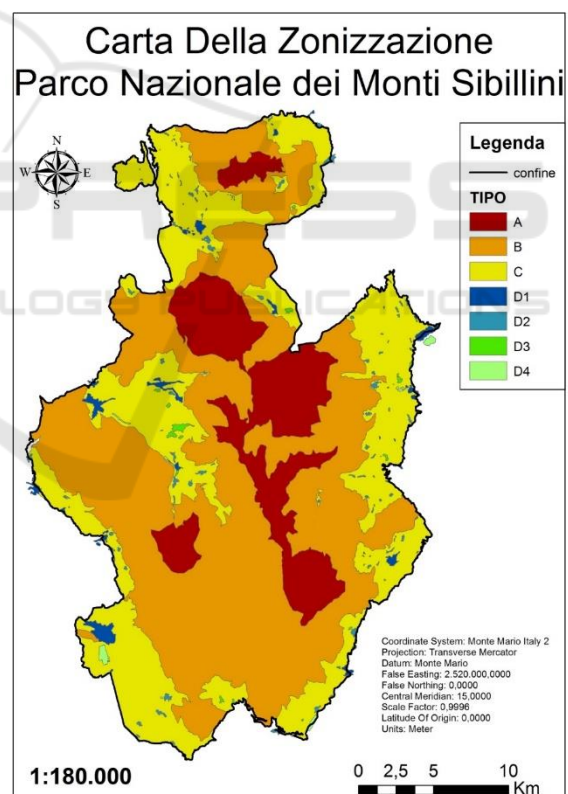 Carta Della Zonizzazione
Parco Nazionale dei Monti Sibillini
N
W E
S
Legenda
confine
TIPO
A
B
C
D1
D2
D3
D4
Coordinate System: Monte Mario Italy 2
Projection: Transverse Mercator
Datum: Monte Mario
False Easting: 2.520.000,0000
False Northing: 0,0000
Central Meridian: 15,0000
Scale Factor: 0,9996
Latitude Of Origin: 0,0000
Units: Meter
1:180.000
0 2,5 5 10
Km